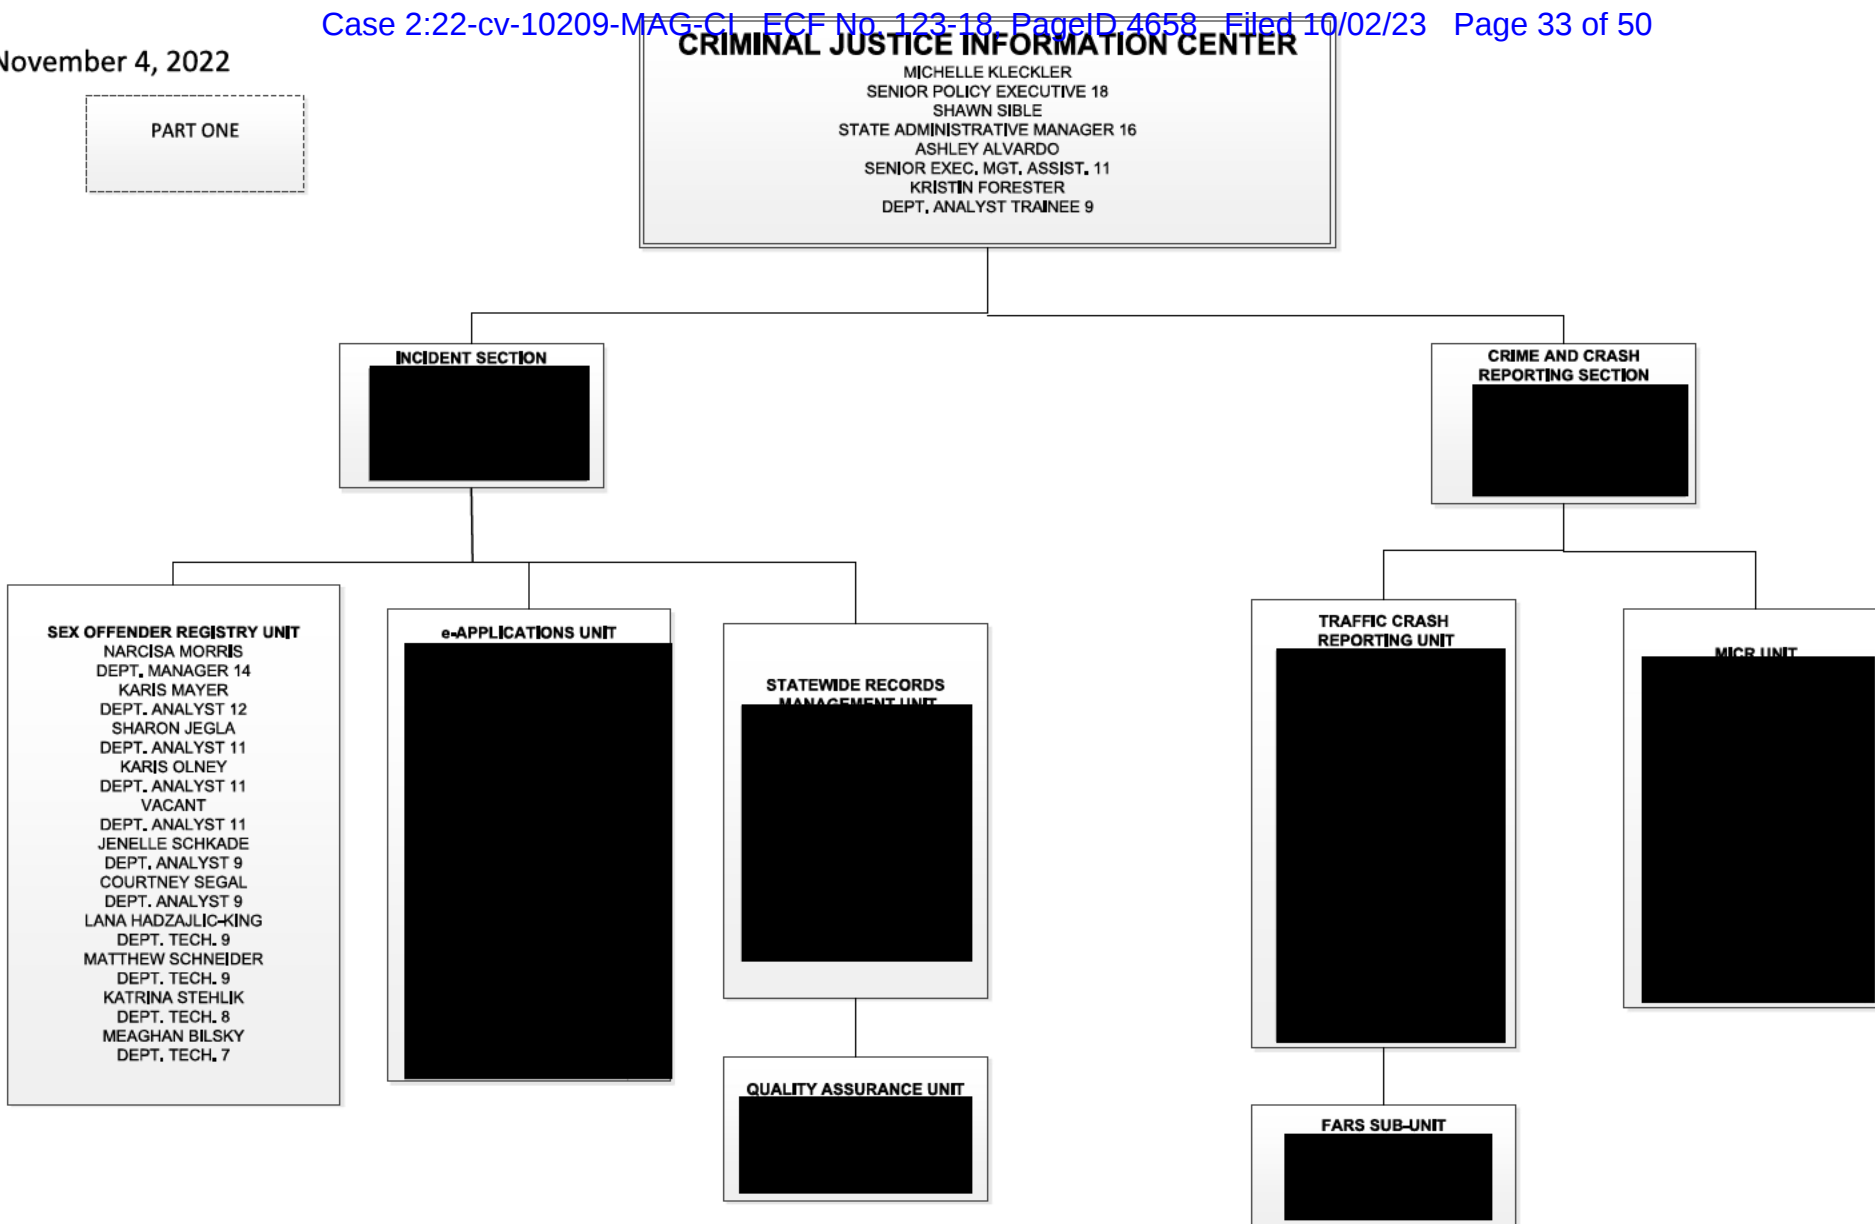 Case 2:22-cv-10209-MAG-CI ECF No. 123-18, PageID.4658 Filed 10/02/23 Page 33 of 50
November 4, 2022
PART ONE
CRIMINAL JUSTICE INFORMATION CENTER
MICHELLE KLECKLER
SENIOR POLICY EXECUTIVE 18
SHAWN SIBLE
STATE ADMINISTRATIVE MANAGER 16
ASHLEY ALVARDO
SENIOR EXEC. MGT. ASSIST. 11
KRISTIN FORESTER
DEPT. ANALYST TRAINEE 9
INCIDENT SECTION
CRIME AND CRASH
REPORTING SECTION
SEX OFFENDER REGISTRY UNIT
NARCISA MORRIS
DEPT. MANAGER 14
KARIS MAYER
DEPT. ANALYST 12
SHARON JEGLA
DEPT. ANALYST 11
KARIS OLNEY
DEPT. ANALYST 11
VACANT
DEPT. ANALYST 11
JENELLE SCHKADE
DEPT. ANALYST 9
COURTNEY SEGAL
DEPT. ANALYST 9
LANA HADZAJLIC-KING
DEPT. TECH. 9
MATTHEW SCHNEIDER
DEPT. TECH. 9
KATRINA STEHLIK
DEPT. TECH. 8
MEAGHAN BILSKY
DEPT. TECH. 7
e-APPLICATIONS UNIT
STATEWIDE RECORDS
MANAGEMENT UNIT
QUALITY ASSURANCE UNIT
TRAFFIC CRASH
REPORTING UNIT
FARS SUB-UNIT
MICR UNIT